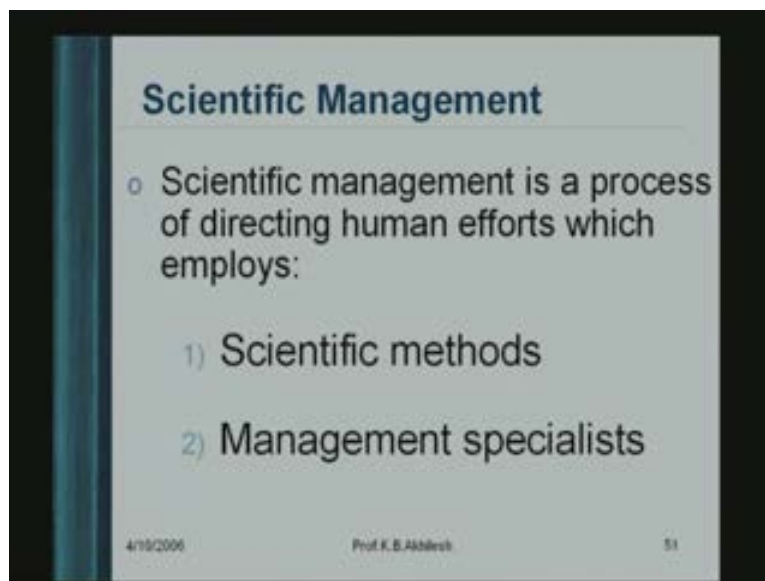 Scientific Management
o Scientific management is a process
of directing human efforts which
employs:
1) Scientific methods
2) Management specialists
4/10/2006 Prof.K.B.Akhilesh 51